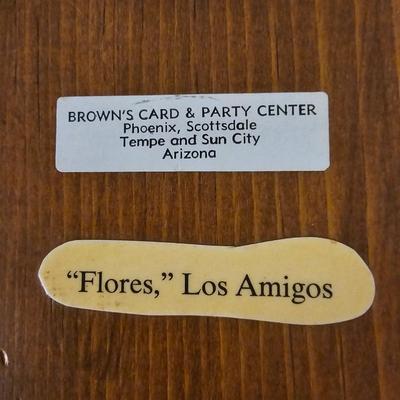 BROWN'S CARD & PARTY CENTER
Phoenix, Scottsdale
Tempe and Sun City
Arizona
“Flores,” Los Amigos